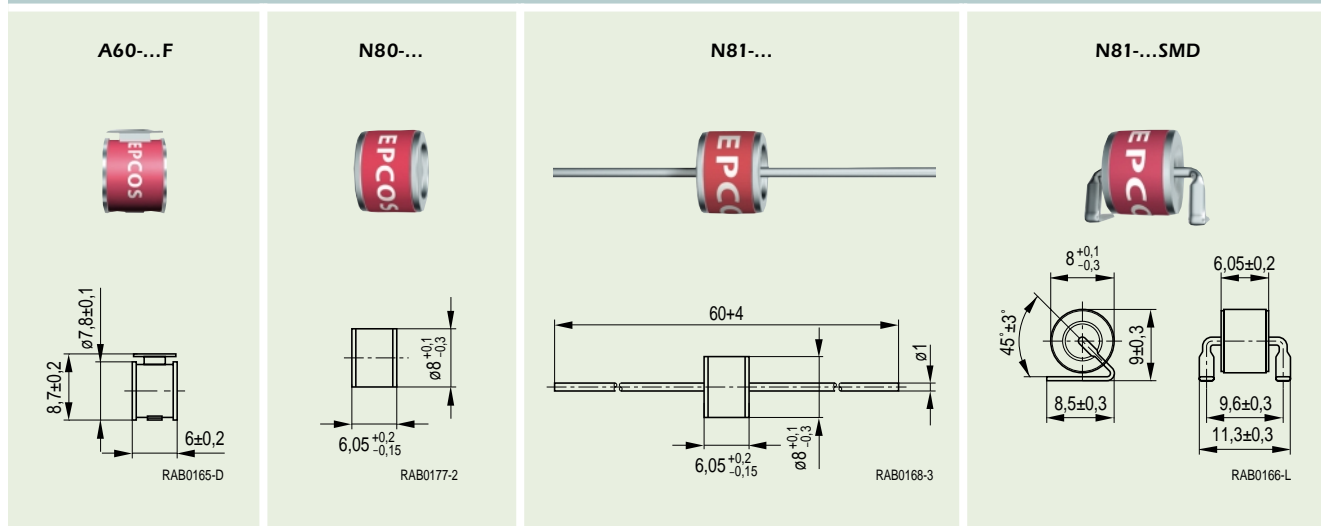 A60-...F
EPCOS
ø7,8±0,1
8,7±0,2
6±0,2
RAB0165-D
N80-...
EPCOS
ø8 +0,1 -0,3
6,05 +0,2 -0,15
RAB0177-2
N81-...
EPCO
60+4
ø1
6,05 +0,2 -0,15
ø8 +0,1 -0,3
RAB0168-3
N81-...SMD
EPCO
8 +0,1 -0,3
6,05±0,2
45°±3°
9±0,3
8,5±0,3
9,6±0,3
11,3±0,3
RAB0166-L